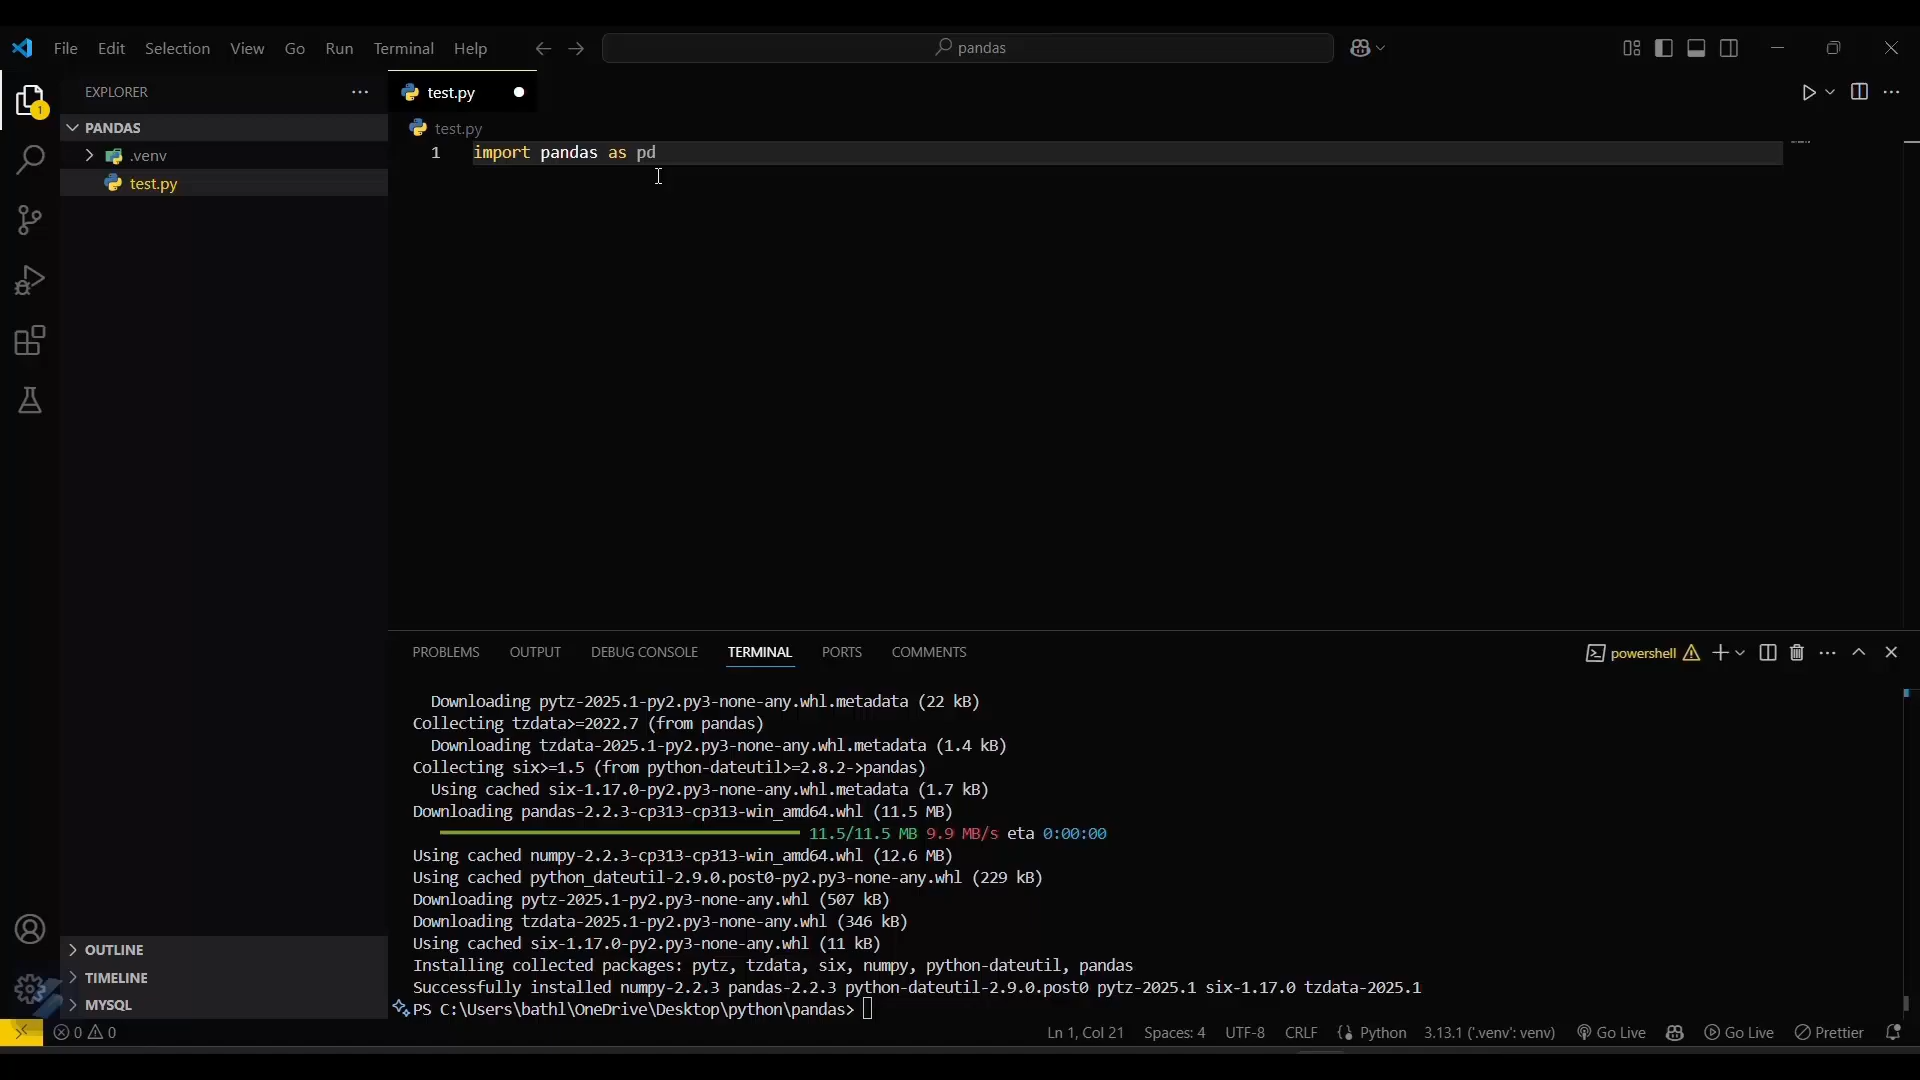 File Edit Selection View Go Run Terminal Help
pandas
EXPLORER
1
PANDAS
.venv
test.py
test.py
test.py
1 import pandas as pd
PROBLEMS OUTPUT DEBUG CONSOLE TERMINAL PORTS COMMENTS
powershell
Downloading pytz-2025.1-py2.py3-none-any.whl.metadata (22 kB)
Collecting tzdata>=2022.7 (from pandas)
Downloading tzdata-2025.1-py2.py3-none-any.whl.metadata (1.4 kB)
Collecting six>=1.5 (from python-dateutil>=2.8.2->pandas)
Using cached six-1.17.0-py2.py3-none-any.whl.metadata (1.7 kB)
Downloading pandas-2.2.3-cp313-cp313-win_amd64.whl (11.5 MB)
11.5/11.5 MB 9.9 MB/s eta 0:00:00
Using cached numpy-2.2.3-cp313-cp313-win_amd64.whl (12.6 MB)
Using cached python_dateutil-2.9.0.post0-py2.py3-none-any.whl (229 kB)
Downloading pytz-2025.1-py2.py3-none-any.whl (507 kB)
Downloading tzdata-2025.1-py2.py3-none-any.whl (346 kB)
Using cached six-1.17.0-py2.py3-none-any.whl (11 kB)
Installing collected packages: pytz, tzdata, six, numpy, python-dateutil, pandas
Successfully installed numpy-2.2.3 pandas-2.2.3 python-dateutil-2.9.0.post0 pytz-2025.1 six-1.17.0 tzdata-2025.1
PS C:\Users\bathl\OneDrive\Desktop\python\pandas>
OUTLINE
TIMELINE
MYSQL
0 0
Ln 1, Col 21 Spaces: 4 UTF-8 CRLF Python 3.13.1 ('.venv': venv) Go Live Go Live Prettier